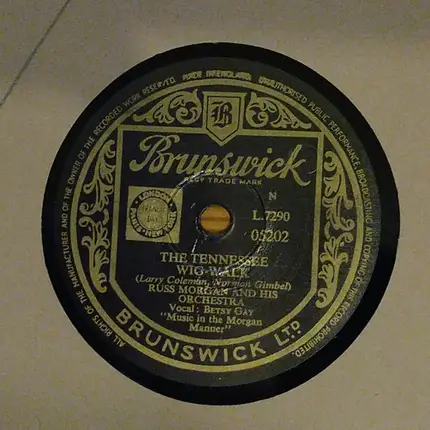 ALL RIGHTS OF THE MANUFACTURER AND OF THE OWNER OF THE RECORDED WORK RESERVED. MADE IN ENGLAND. UNAUTHORISED PUBLIC PERFORMANCE, BROADCASTING AND COPYING OF THIS RECORD PROHIBITED.
B
Brunswick
REGD TRADE MARK
N
L.7290
05202
THE TENNESSEE
WIG-WALK
(Larry Coleman, Norman Gimbel)
RUSS MORGAN AND HIS
ORCHESTRA
Vocal: BETSY GAY
"Music in the Morgan
Manner"
BRUNSWICK LTD